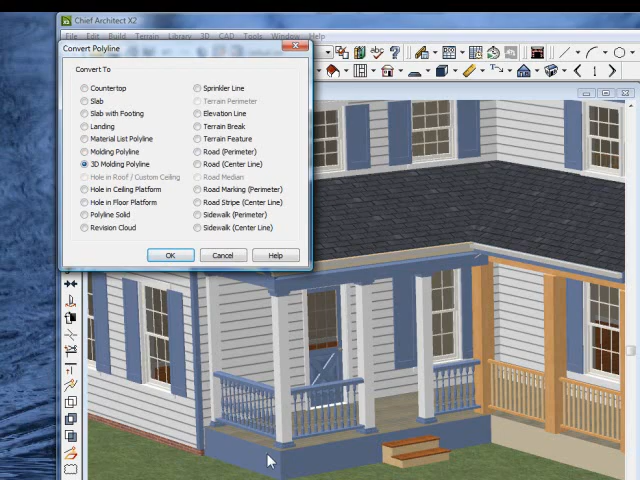 Chief Architect X2
File Edit Build Terrain Library 3D CAD Tools Window Help
Convert Polyline
Convert To
Countertop
Slab
Slab with Footing
Landing
Material List Polyline
Molding Polyline
3D Molding Polyline
Hole in Roof / Custom Ceiling
Hole in Ceiling Platform
Hole in Floor Platform
Polyline Solid
Revision Cloud
Sprinkler Line
Terrain Perimeter
Elevation Line
Terrain Break
Terrain Feature
Road (Perimeter)
Road (Center Line)
Road Median
Road Marking (Perimeter)
Road Stripe (Center Line)
Sidewalk (Perimeter)
Sidewalk (Center Line)
OK Cancel Help